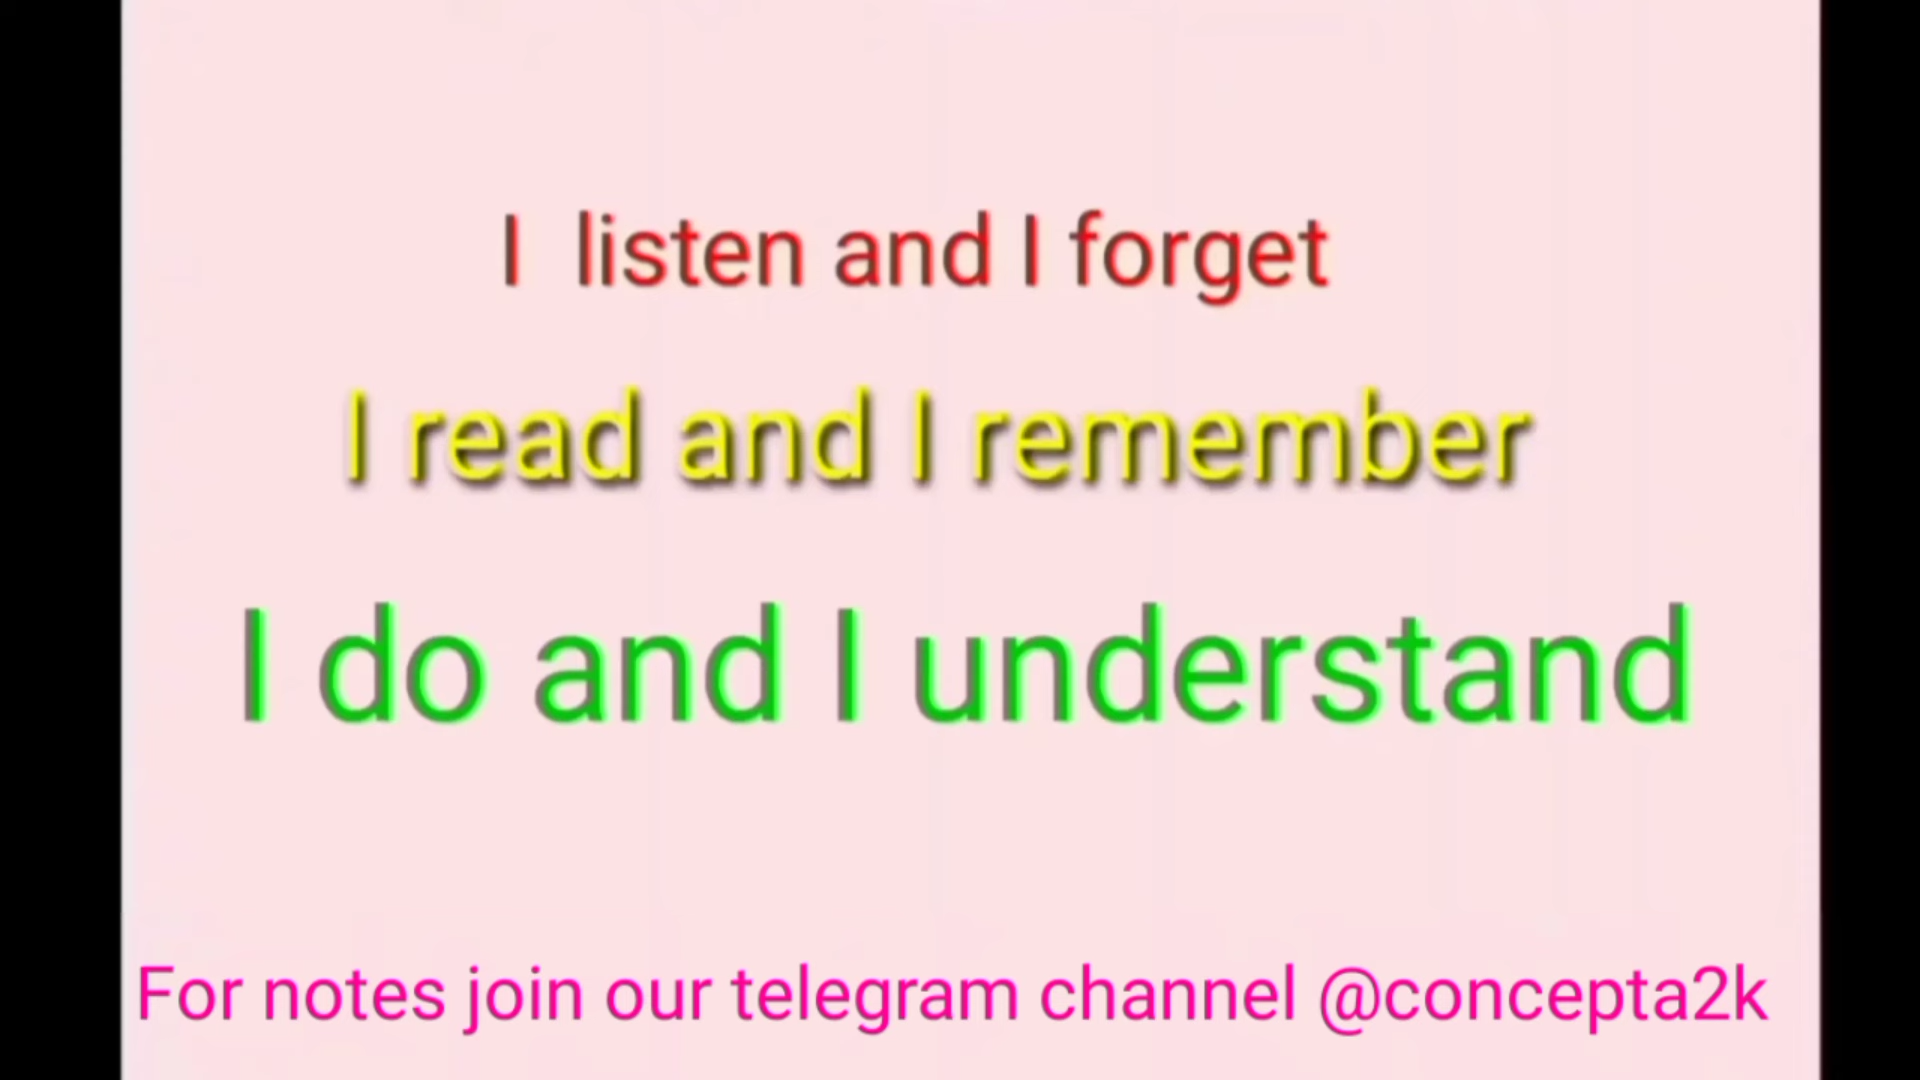 I listen and I forget
I read and I remember
I do and I understand
For notes join our telegram channel @concepta2k